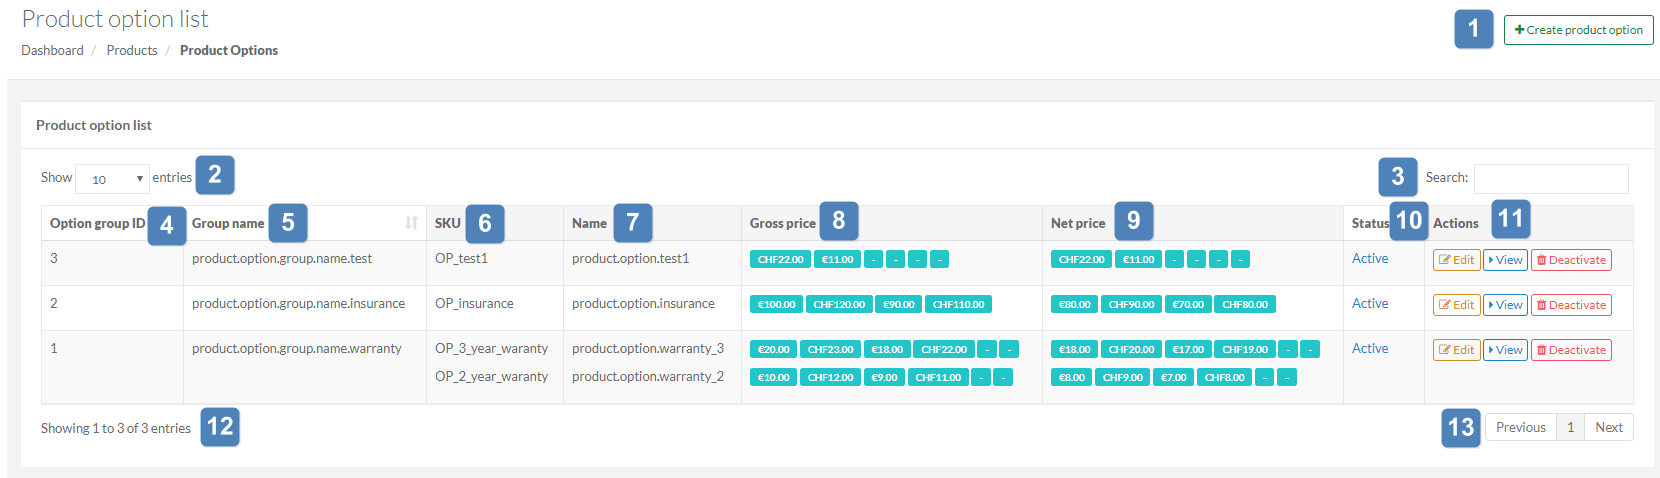 Product option list
Dashboard / Products / Product Options
1 Create product option
Product option list
Show 10 entries 2
3 Search:
Option group ID 4 Group name 5 SKU 6 Name 7 Gross price 8 Net price 9 Status 10 Actions 11
3 product.option.group.name.test OP_test1 product.option.test1 CHF22.00 €11.00 - - - - CHF22.00 €11.00 - - - - Active Edit View Deactivate
2 product.option.group.name.insurance OP_insurance product.option.insurance €100.00 CHF120.00 €90.00 CHF110.00 €80.00 CHF90.00 €70.00 CHF80.00 Active Edit View Deactivate
1 product.option.group.name.warranty OP_3_year_waranty product.option.warranty_3 €20.00 CHF23.00 €18.00 CHF22.00 - - €18.00 CHF20.00 €17.00 CHF19.00 - - Active Edit View Deactivate
OP_2_year_waranty product.option.warranty_2 €10.00 CHF12.00 €9.00 CHF11.00 - - €8.00 CHF9.00 €7.00 CHF8.00 - -
Showing 1 to 3 of 3 entries 12 13 Previous 1 Next